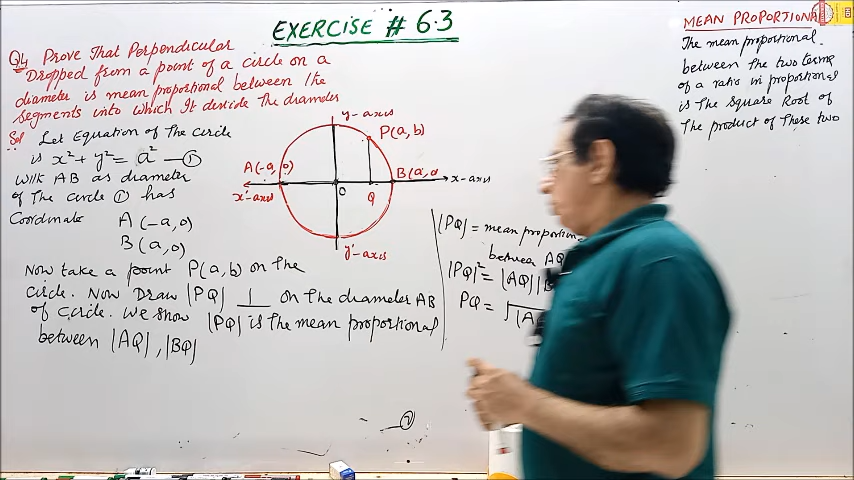 EXERCISE # 6.3
Q4 Prove That Perpendicular
Dropped from a point of a circle on a
diameter is mean proportional between the
segments into which It devide The diameter
Sol Let Equation of The circle
is x² + y² = a² — ①
With AB as diameter
of The circle ① has
Coordinate A (-a, 0)
B (a, 0)
Now take a point P(a, b) on the
circle. Now Draw |PQ| ⊥ on the diameter AB
of circle. We show |PQ| is the mean proportional
between |AQ| , |BQ|
y-axis
P(a, b)
A(-a, 0)
B(a, 0
x'-axis
O
Q
x-axis
y'-axis
|PQ| = mean proportion
between AQ
|PQ|² = |AQ| |B
PQ = √|A
②
MEAN PROPORTIONA
The mean proportional
between the two terms
of a ratio in proportional
is The square Root of
The product of These two